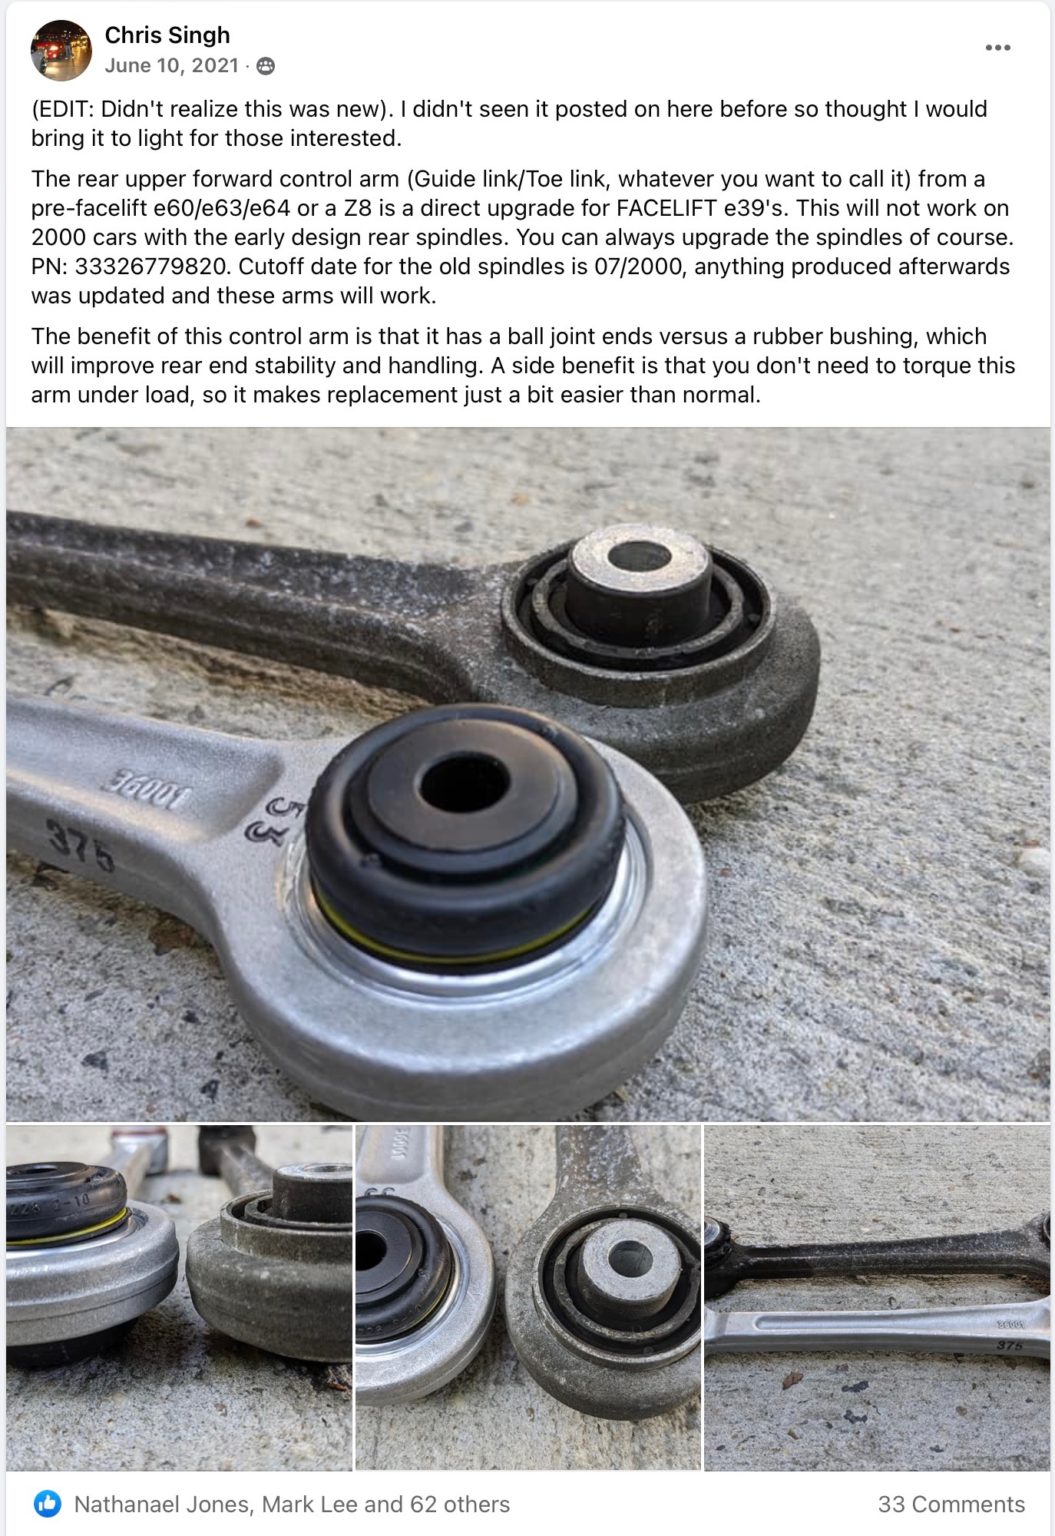 Chris Singh
June 10, 2021 ·
(EDIT: Didn't realize this was new). I didn't seen it posted on here before so thought I would
bring it to light for those interested.
The rear upper forward control arm (Guide link/Toe link, whatever you want to call it) from a
pre-facelift e60/e63/e64 or a Z8 is a direct upgrade for FACELIFT e39's. This will not work on
2000 cars with the early design rear spindles. You can always upgrade the spindles of course.
PN: 33326779820. Cutoff date for the old spindles is 07/2000, anything produced afterwards
was updated and these arms will work.
The benefit of this control arm is that it has a ball joint ends versus a rubber bushing, which
will improve rear end stability and handling. A side benefit is that you don't need to torque this
arm under load, so it makes replacement just a bit easier than normal.
36001
53
375
36001
375
Nathanael Jones, Mark Lee and 62 others
33 Comments